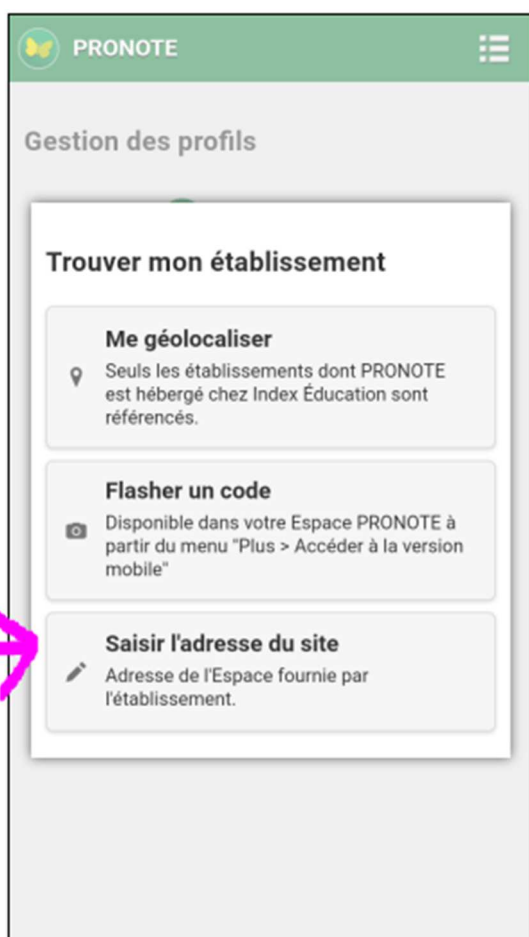 PRONOTE
Gestion des profils
Trouver mon établissement
Me géolocaliser
Seuls les établissements dont PRONOTE
est hébergé chez Index Éducation sont
référencés.
Flasher un code
Disponible dans votre Espace PRONOTE à
partir du menu "Plus > Accéder à la version
mobile"
Saisir l'adresse du site
Adresse de l'Espace fournie par
l'établissement.